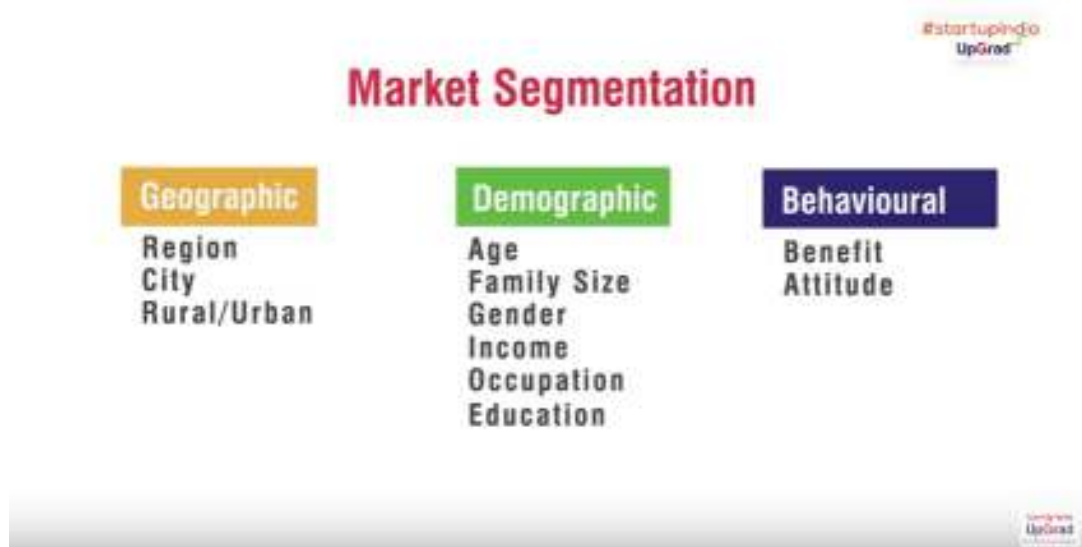 #startupindia
UpGrad
Market Segmentation
Geographic
Region
City
Rural/Urban
Demographic
Age
Family Size
Gender
Income
Occupation
Education
Behavioural
Benefit
Attitude
UpGrad